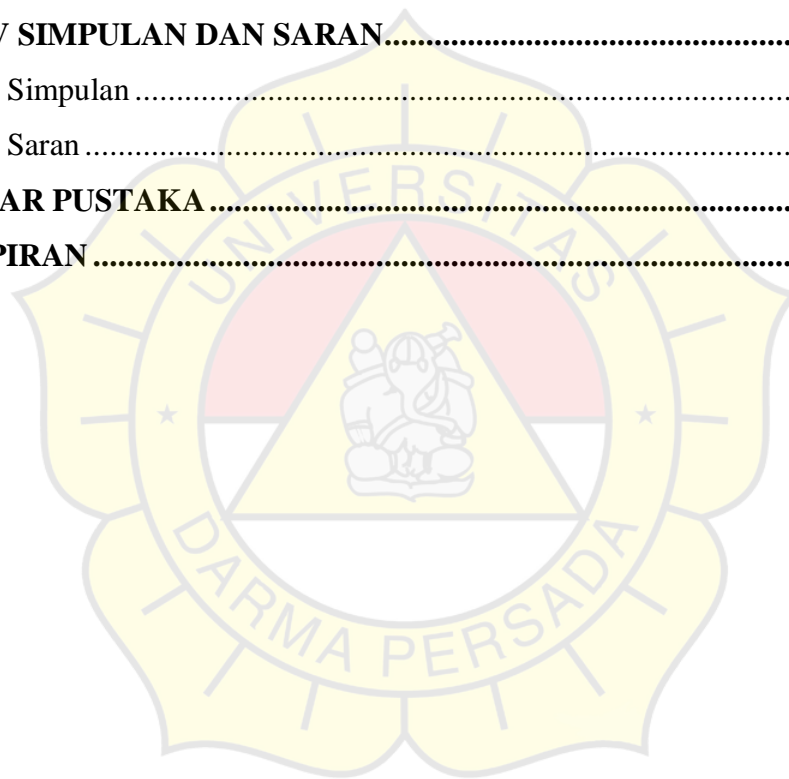 V SIMPULAN DAN SARAN
Simpulan
Saran
AR PUSTAKA
PIRAN
UNIVERSITAS
DARMA PERSADA